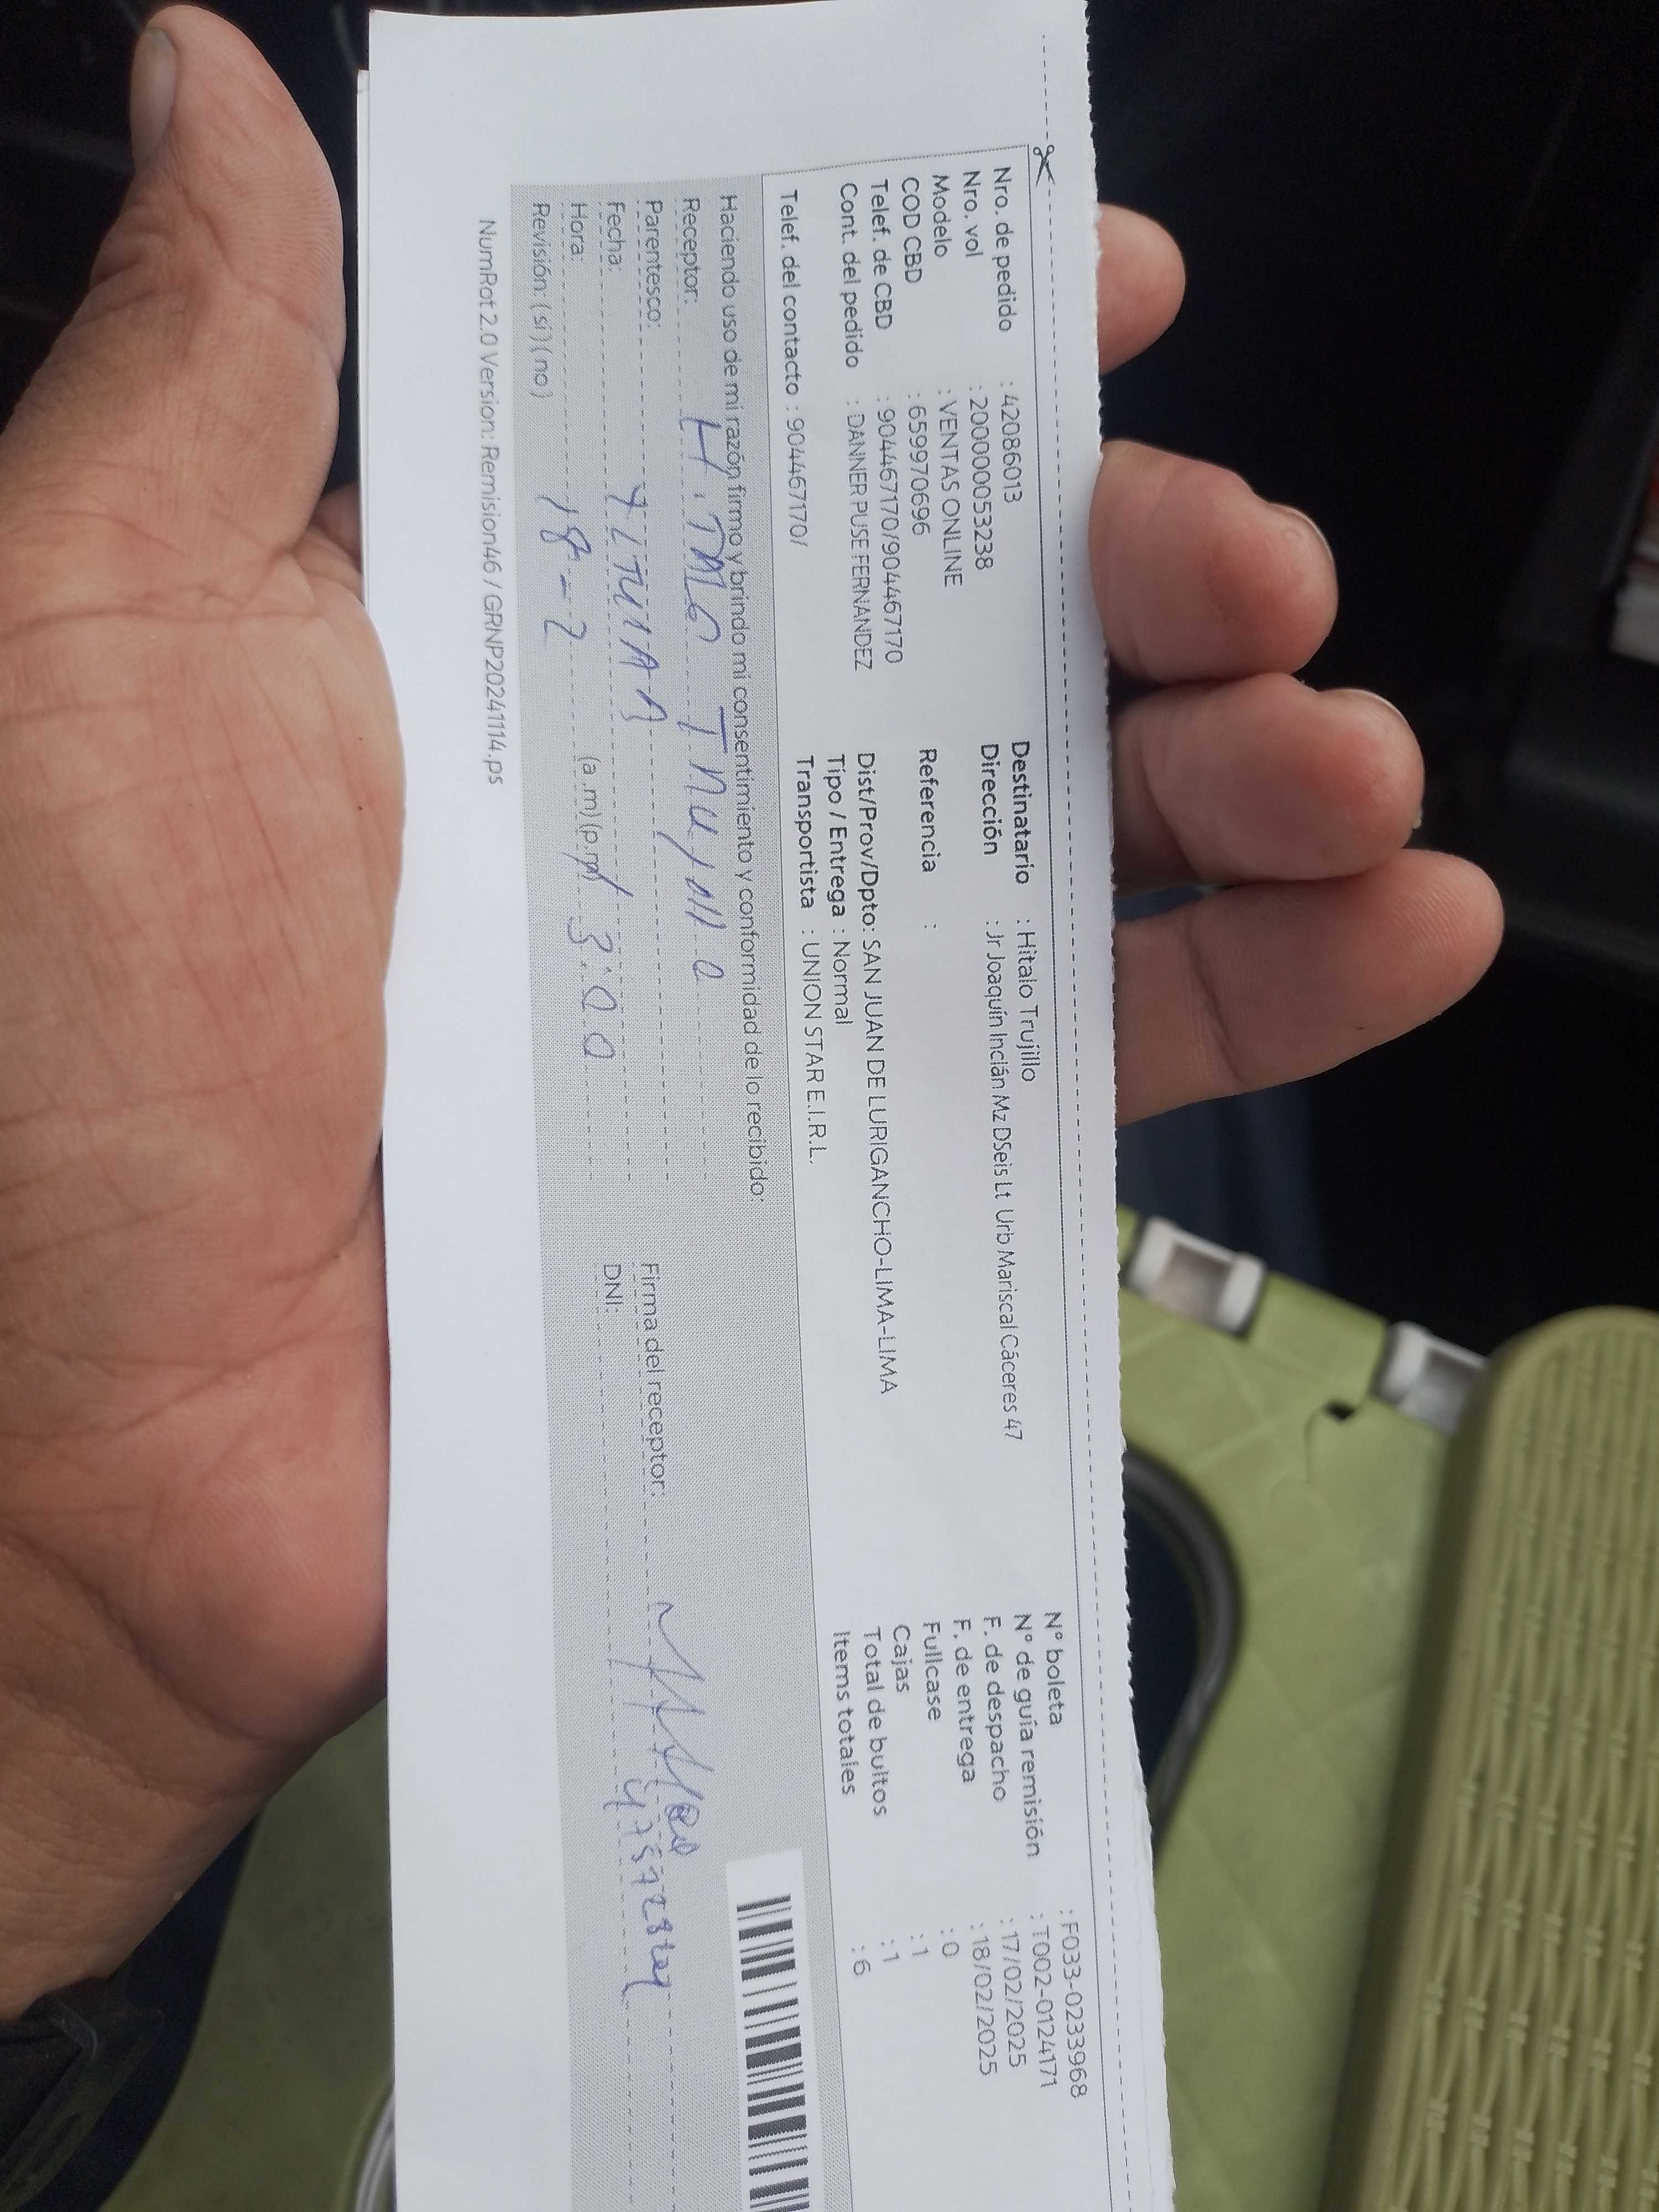 Nro. de pedido : 42086013
Nro. vol : 200000053238
Modelo : VENTAS ONLINE
COD CBD : 659970696
Telef. de CBD : 904467170/904467170
Cont. del pedido : DANNER PUSE FERNANDEZ
Telef. del contacto : 904467170/
Destinatario : Hitalo Trujillo
Dirección : Jr Joaquín Inclán Mz DSeis Lt Urb Mariscal Cáceres 47
Referencia :
Dist/Prov/Dpto: SAN JUAN DE LURIGANCHO-LIMA-LIMA
Tipo / Entrega : Normal
Transportista : UNION STAR E.I.R.L.
N° boleta : F033-0233968
N° de guía remisión : T002-0124171
F. de despacho : 17/02/2025
F. de entrega : 18/02/2025
Fullcase : 0
Cajas : 1
Total de bultos : 1
Items totales : 6
Haciendo uso de mi razón firmo y brindo mi consentimiento y conformidad de lo recibido:
Receptor:
Parentesco:
Fecha: 18-2
Hora: (a.m) (p.m) 3:00
Revisión: (si) (no)
Firma del receptor:
DNI:
NumRot 2.0 Version: Remision46 / GRNP20241114.ps